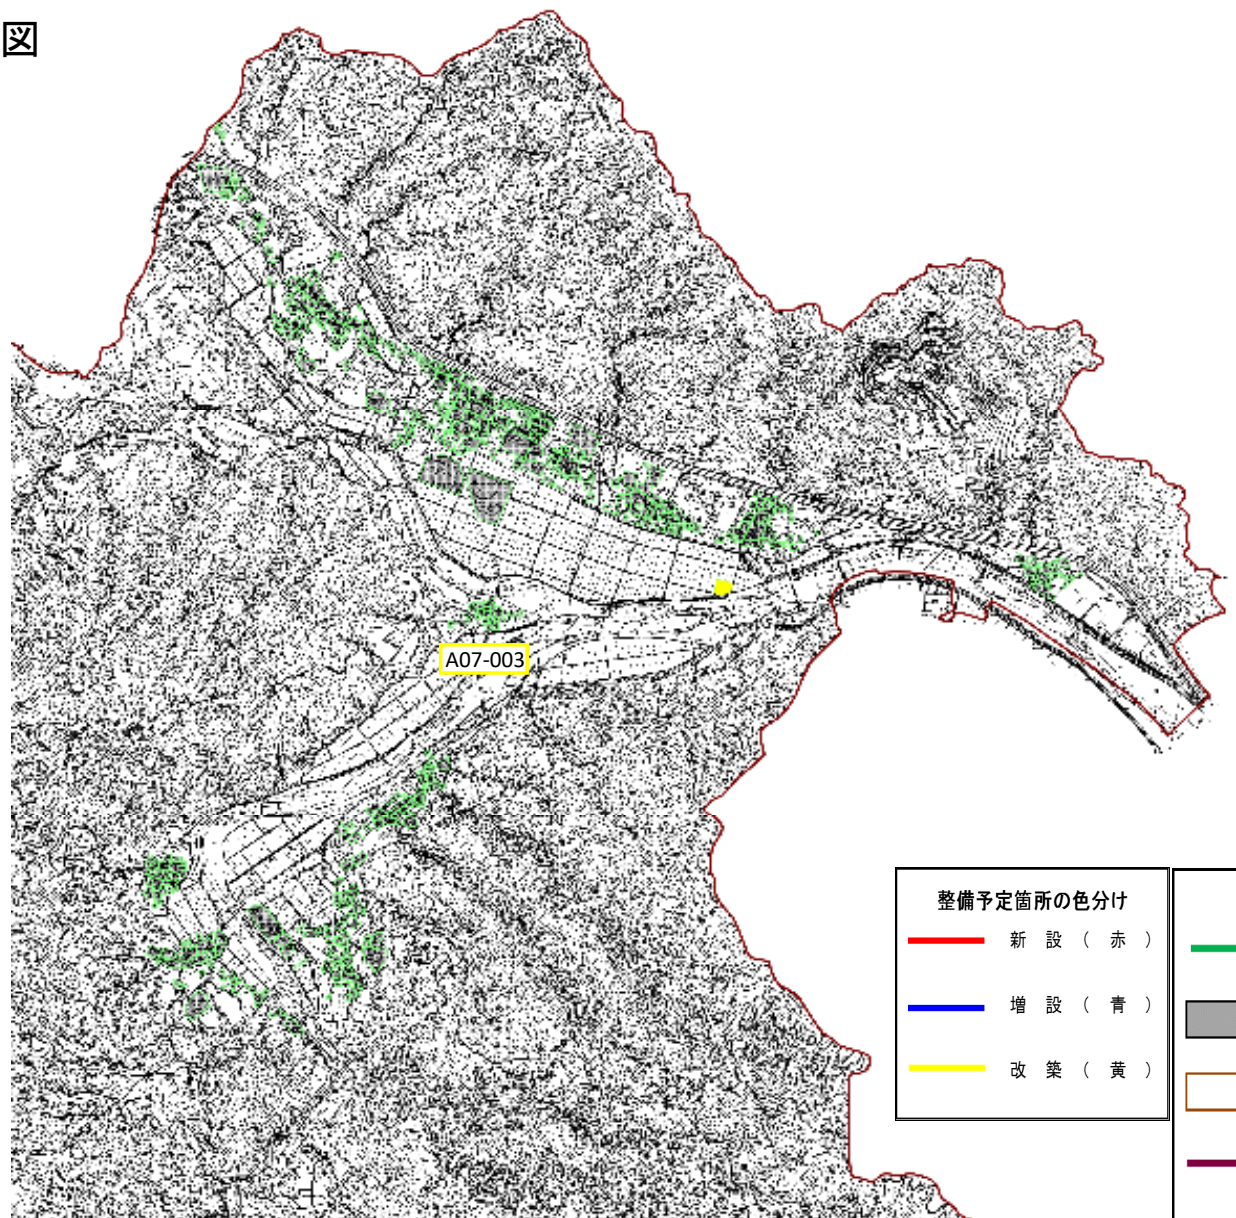 図
A07-003
整備予定箇所の色分け
新 設 （ 赤 ）
増 設 （ 青 ）
改 築 （ 黄 ）